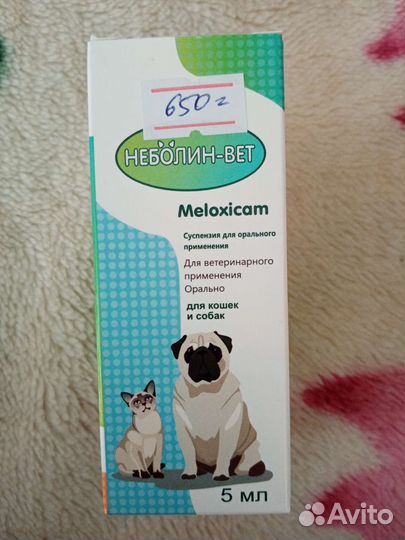 650=
НЕБОЛИН-ВЕТ
Meloxicam
Суспензия для орального
применения
Для ветеринарного
применения
Орально
для кошек
и собак
5 мл
Avito